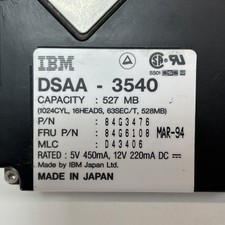 IBM
DSAA - 3540
CAPACITY : 527 MB
(1024CYL, 16HEADS, 63SEC/T, 528MB)
P/N : 84G3476
FRU P/N : 84G6108 MAR-94
MLC : D43406
RATED : 5V 450mA, 12V 220mA DC
Made by IBM Japan Ltd.
MADE IN JAPAN